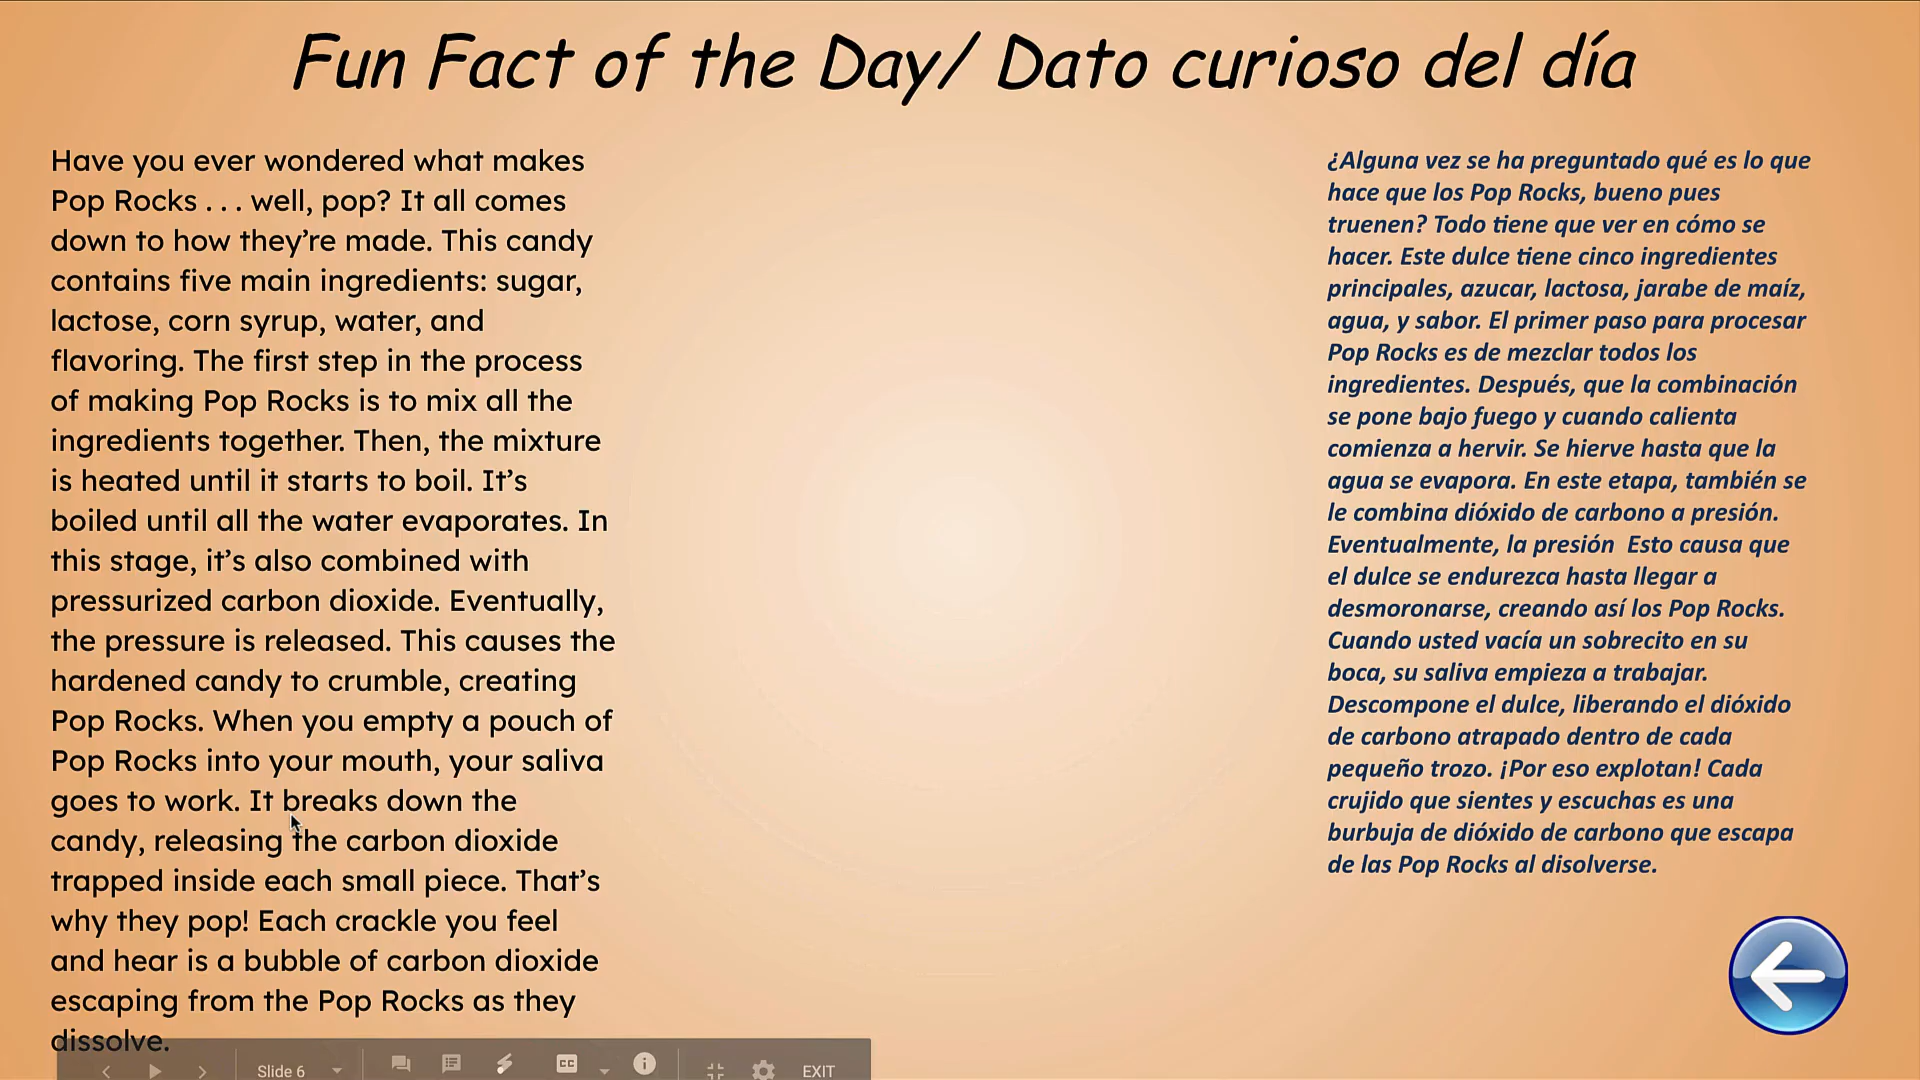 Fun Fact of the Day/ Dato curioso del día
Have you ever wondered what makes
Pop Rocks . . . well, pop? It all comes
down to how they’re made. This candy
contains five main ingredients: sugar,
lactose, corn syrup, water, and
flavoring. The first step in the process
of making Pop Rocks is to mix all the
ingredients together. Then, the mixture
is heated until it starts to boil. It’s
boiled until all the water evaporates. In
this stage, it’s also combined with
pressurized carbon dioxide. Eventually,
the pressure is released. This causes the
hardened candy to crumble, creating
Pop Rocks. When you empty a pouch of
Pop Rocks into your mouth, your saliva
goes to work. It breaks down the
candy, releasing the carbon dioxide
trapped inside each small piece. That’s
why they pop! Each crackle you feel
and hear is a bubble of carbon dioxide
escaping from the Pop Rocks as they
dissolve.
¿Alguna vez se ha preguntado qué es lo que
hace que los Pop Rocks, bueno pues
truenen? Todo tiene que ver en cómo se
hacer. Este dulce tiene cinco ingredientes
principales, azucar, lactosa, jarabe de maíz,
agua, y sabor. El primer paso para procesar
Pop Rocks es de mezclar todos los
ingredientes. Después, que la combinación
se pone bajo fuego y cuando calienta
comienza a hervir. Se hierve hasta que la
agua se evapora. En este etapa, también se
le combina dióxido de carbono a presión.
Eventualmente, la presión  Esto causa que
el dulce se endurezca hasta llegar a
desmoronarse, creando así los Pop Rocks.
Cuando usted vacía un sobrecito en su
boca, su saliva empieza a trabajar.
Descompone el dulce, liberando el dióxido
de carbono atrapado dentro de cada
pequeño trozo. ¡Por eso explotan! Cada
crujido que sientes y escuchas es una
burbuja de dióxido de carbono que escapa
de las Pop Rocks al disolverse.
Slide 6 CC EXIT